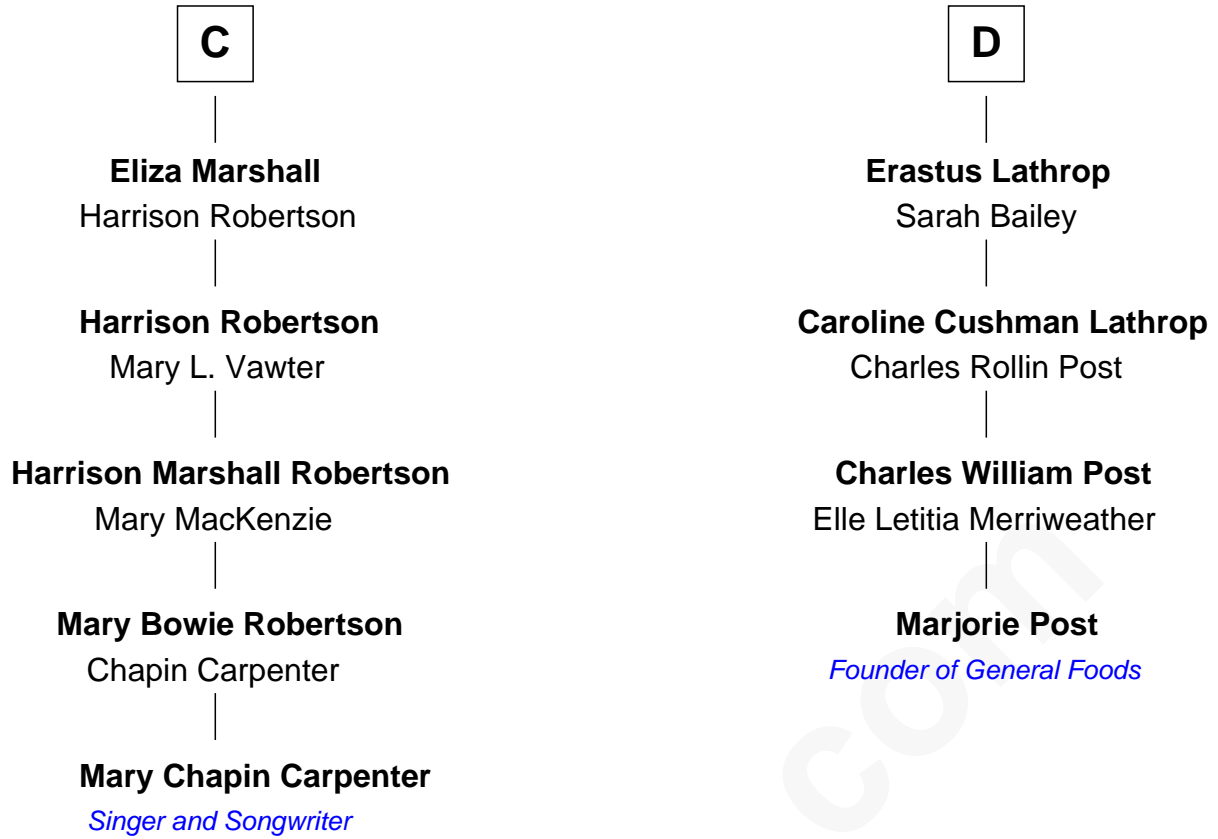 C
Eliza Marshall
Harrison Robertson
Harrison Robertson
Mary L. Vawter
Harrison Marshall Robertson
Mary MacKenzie
Mary Bowie Robertson
Chapin Carpenter
Mary Chapin Carpenter
Singer and Songwriter
D
Erastus Lathrop
Sarah Bailey
Caroline Cushman Lathrop
Charles Rollin Post
Charles William Post
Elle Letitia Merriweather
Marjorie Post
Founder of General Foods
com